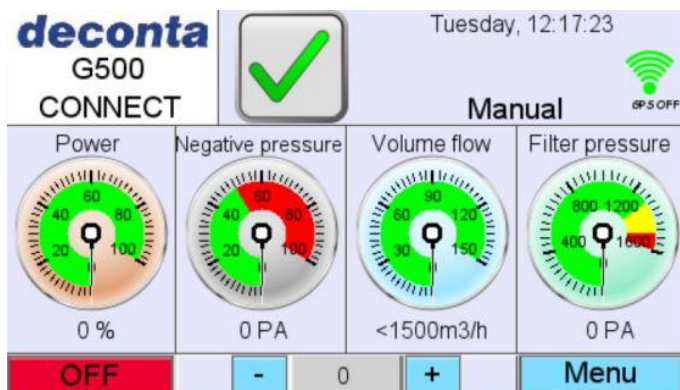 deconta
G500
CONNECT
Tuesday, 12:17:23
Manual
GPS OFF
Power
60
40 80
20 100
0 %
Negative pressure
60
40 80
20 100
0 PA
Volume flow
90
60 120
30 150
<1500m3/h
Filter pressure
800 1200
400 1600
0 PA
OFF
- 0 +
Menu